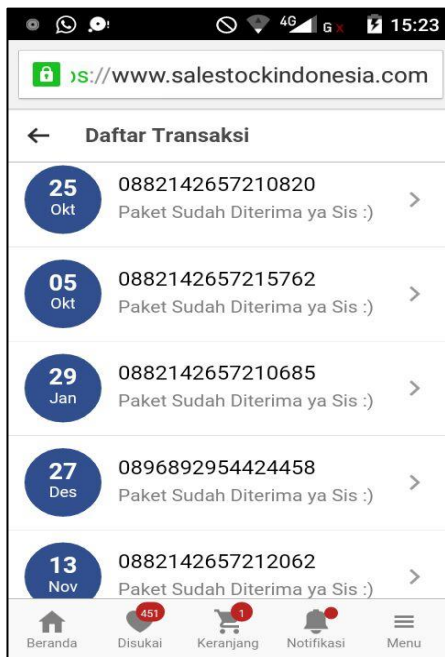 4G G x 15:23
ps://www.salestockindonesia.com
Daftar Transaksi
25
Okt
0882142657210820
Paket Sudah Diterima ya Sis :)
05
Okt
0882142657215762
Paket Sudah Diterima ya Sis :)
29
Jan
0882142657210685
Paket Sudah Diterima ya Sis :)
27
Des
0896892954424458
Paket Sudah Diterima ya Sis :)
13
Nov
0882142657212062
Paket Sudah Diterima ya Sis :)
451 1
Beranda Disukai Keranjang Notifikasi Menu